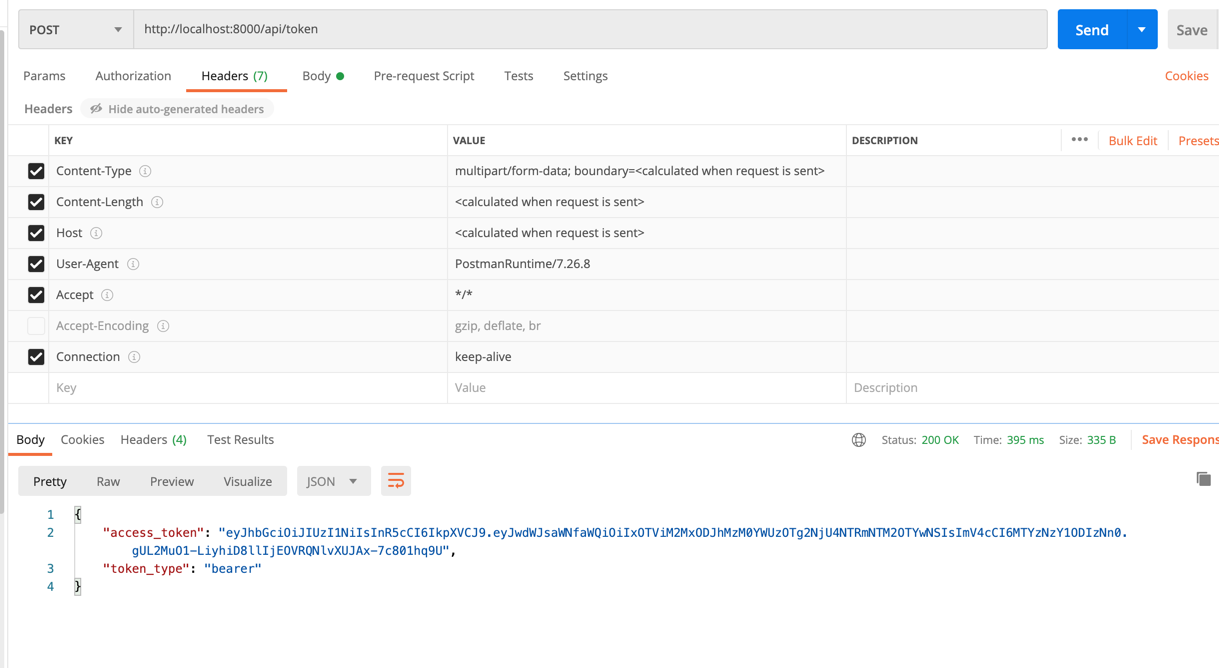 POST http://localhost:8000/api/token Send Save
Params Authorization Headers (7) Body Pre-request Script Tests Settings Cookies
Headers Hide auto-generated headers
KEY VALUE DESCRIPTION ••• Bulk Edit Presets
Content-Type multipart/form-data; boundary=<calculated when request is sent>
Content-Length <calculated when request is sent>
Host <calculated when request is sent>
User-Agent PostmanRuntime/7.26.8
Accept */*
Accept-Encoding gzip, deflate, br
Connection keep-alive
Key Value Description
Body Cookies Headers (4) Test Results Status: 200 OK Time: 395 ms Size: 335 B Save Respons
Pretty Raw Preview Visualize JSON
1 {
2 "access_token": "eyJhbGciOiJIUzI1NiIsInR5cCI6IkpXVCJ9.eyJwdWJsaWNfaWQiOiIxOTViM2MxODJhMzM0YWUzOTg2NjU4NTRmNTM2OTYwNSIsImV4cCI6MTYzNzY1ODIzNn0.
gUL2MuO1-LiyhiD8llIjEOVRQNlvXUJAx-7c801hq9U",
3 "token_type": "bearer"
4 }